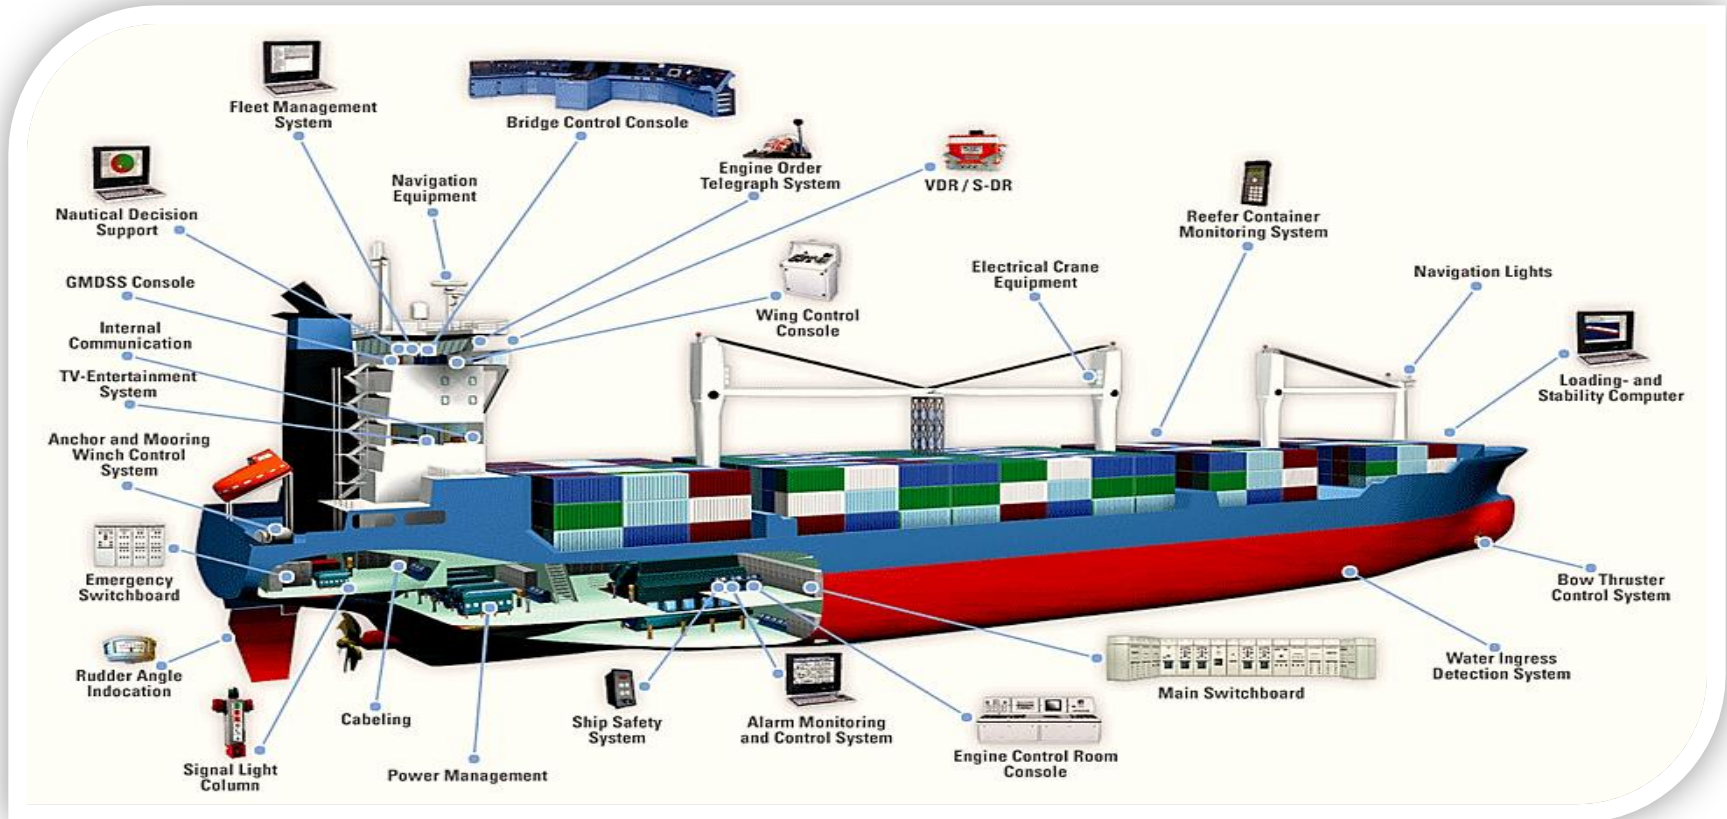 Fleet Management
System
Bridge Control Console
Engine Order
Telegraph System
VDR / S-DR
Navigation
Equipment
Nautical Decision
Support
Reefer Container
Monitoring System
GMDSS Console
Electrical Crane
Equipment
Navigation Lights
Internal
Communication
Wing Control
Console
TV-Entertainment
System
Loading- and
Stability Computer
Anchor and Mooring
Winch Control
System
Emergency
Switchboard
Bow Thruster
Control System
Rudder Angle
Indocation
Water Ingress
Detection System
Main Switchboard
Cabeling
Ship Safety
System
Alarm Monitoring
and Control System
Engine Control Room
Console
Signal Light
Column
Power Management